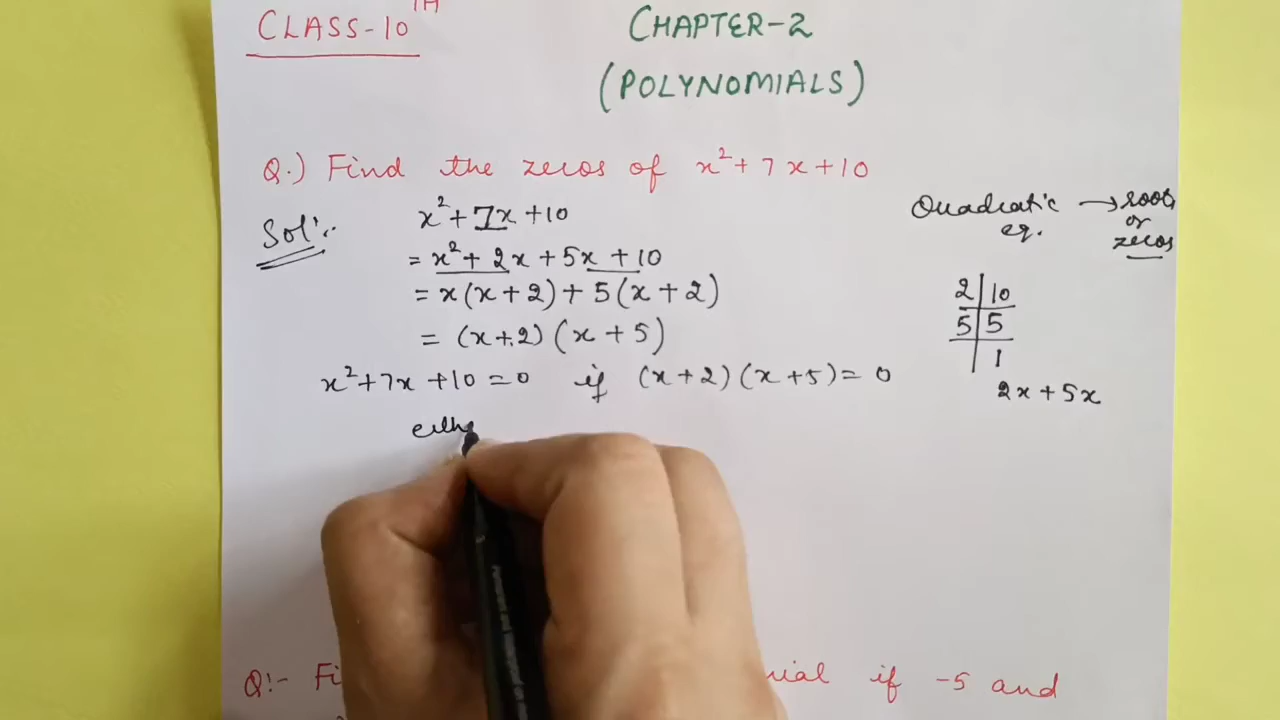 CLASS-10TH
CHAPTER-2
(POLYNOMIALS)
Q.) Find the zeros of x²+7x+10
Sol':.
x²+7x+10
= x²+2x+5x+10
= x(x+2)+5(x+2)
= (x+2)(x+5)
x²+7x+10=0 if (x+2)(x+5)=0
Quadratic → roots
eq. or
zeros
2|10
5|5
1
2x+5x
Q:- if -5 and